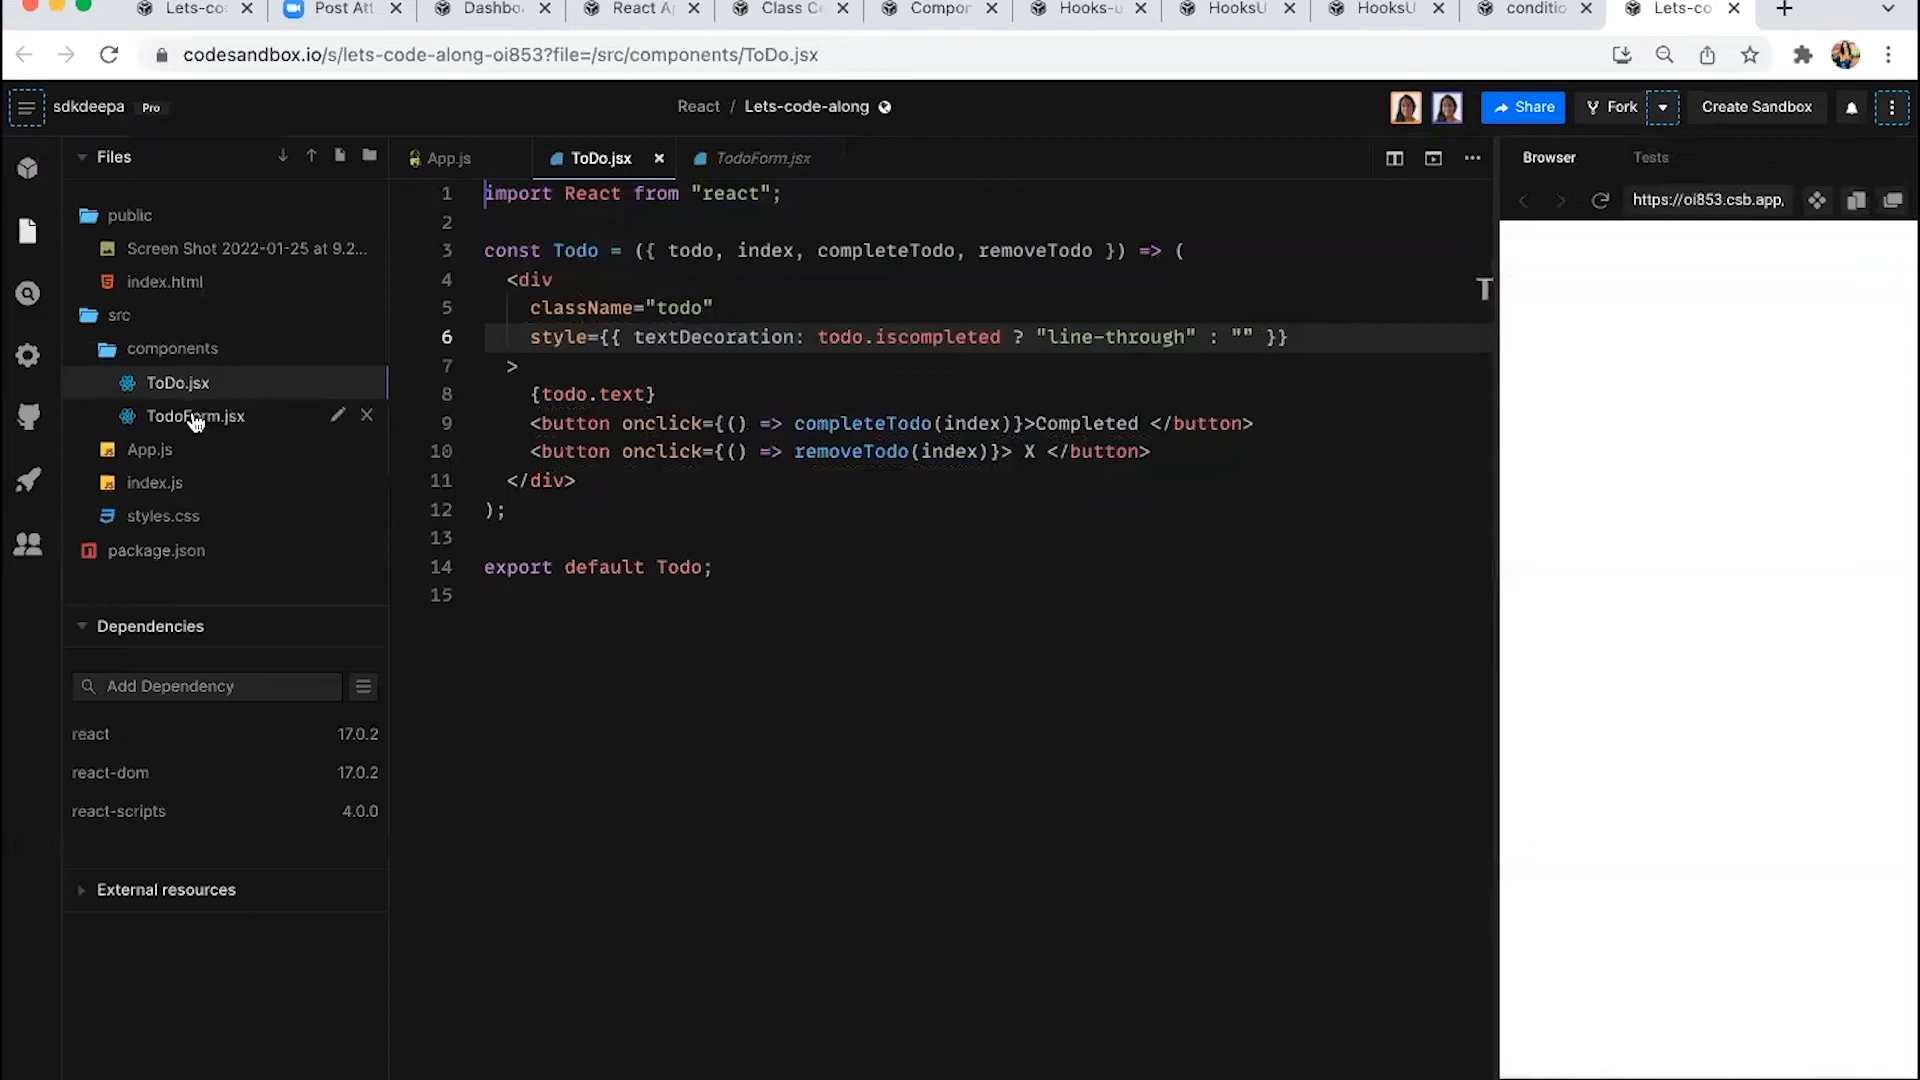 Lets-co
Post Att
Dashbo
React A
Class C
Compor
Hooks-u
HooksU
HooksU
conditio
Lets-co
codesandbox.io/s/lets-code-along-oi853?file=/src/components/ToDo.jsx
sdkdeepa Pro
React / Lets-code-along
Share
Fork
Create Sandbox
Files
App.js
ToDo.jsx
TodoForm.jsx
Browser
Tests
https://oi853.csb.app,
public
Screen Shot 2022-01-25 at 9.2...
index.html
src
components
ToDo.jsx
TodoForm.jsx
App.js
index.js
styles.css
package.json
Dependencies
Add Dependency
react 17.0.2
react-dom 17.0.2
react-scripts 4.0.0
External resources
1 import React from "react";
2
3 const Todo = ({ todo, index, completeTodo, removeTodo }) => (
4 <div
5 className="todo"
6 style={{ textDecoration: todo.iscompleted ? "line-through" : "" }}
7 >
8 {todo.text}
9 <button onclick={() => completeTodo(index)}>Completed </button>
10 <button onclick={() => removeTodo(index)}> X </button>
11 </div>
12 );
13
14 export default Todo;
15
T